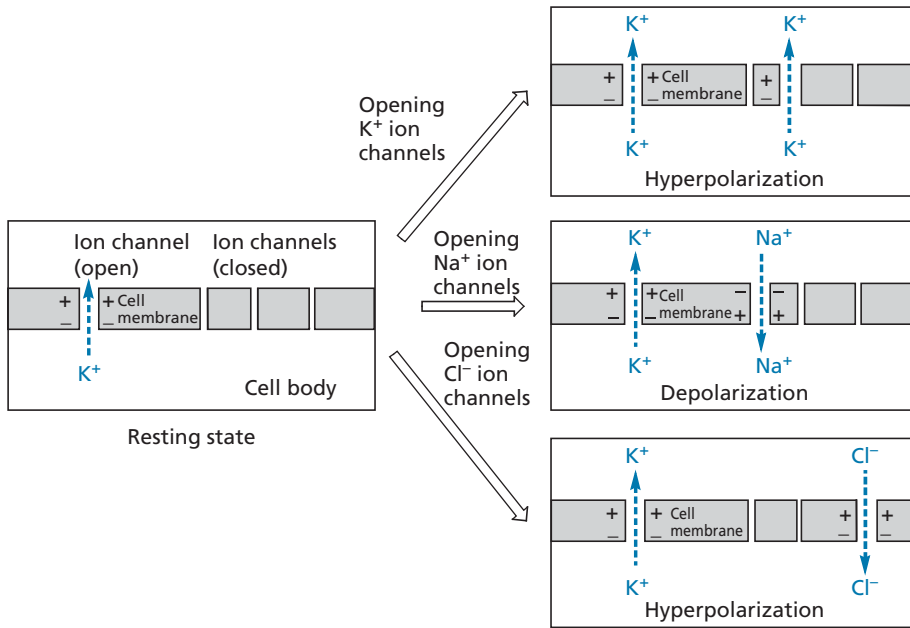 Ion channel
(open)
Ion channels
(closed)
+
+ Cell
_
_ membrane
K+
Cell body
Resting state
Opening
K+ ion
channels
Opening
Na+ ion
channels
Opening
Cl– ion
channels
K+
K+
+
+ Cell
+
_
_ membrane
_
K+
K+
Hyperpolarization
K+
Na+
+
+ Cell
–
–
–
– membrane
+
+
K+
Na+
Depolarization
K+
Cl–
+
+ Cell
+
+
_
_ membrane
_
_
K+
Cl–
Hyperpolarization